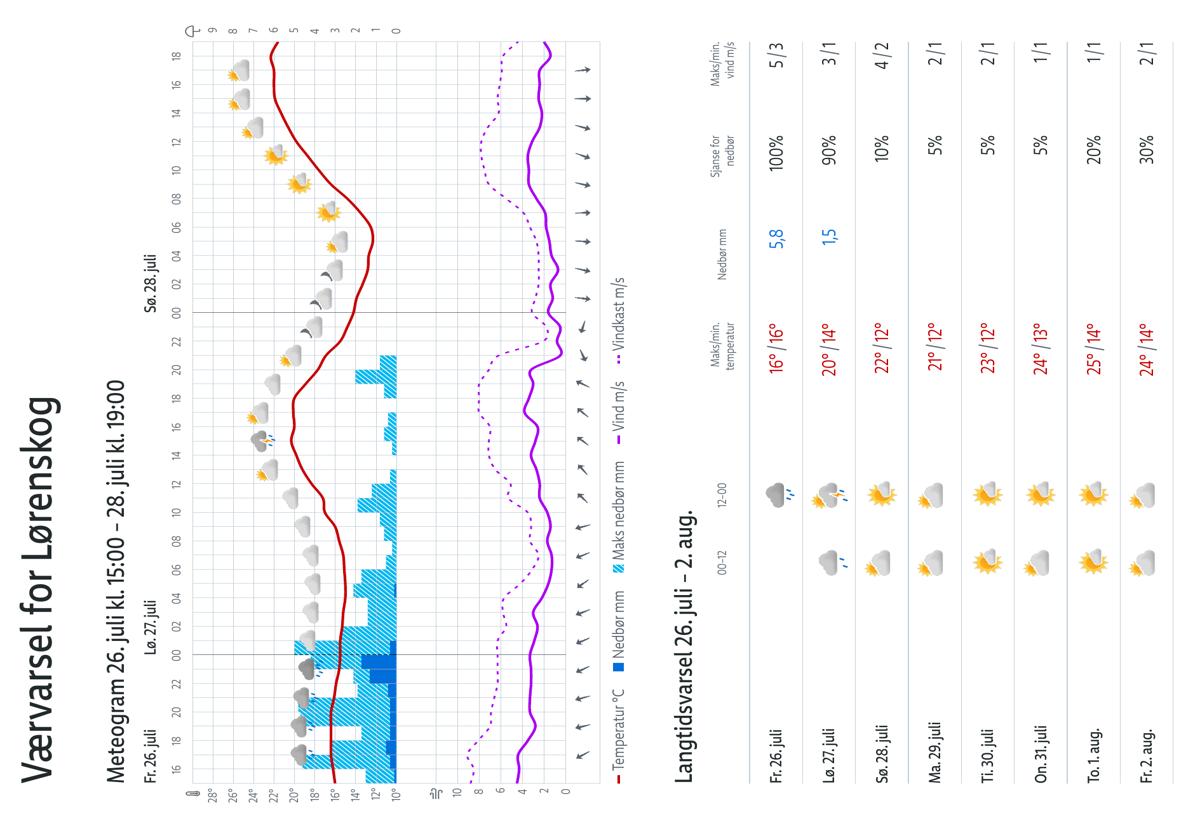 Værvarsel for Lørenskog
Meteogram 26. juli kl. 15:00 – 28. juli kl. 19:00
Fr. 26. juli Lø. 27. juli Sø. 28. juli
16 18 20 22 00 02 04 06 08 10 12 14 16 18 20 22 00 02 04 06 08 10 12 14 16 18
28° 9
26° 8
24° 7
22° 6
20° 5
18° 4
16° 3
14° 2
12° 1
10° 0
10
8
6
4
2
0
Temperatur °C Nedbør mm Maks nedbør mm Vind m/s Vindkast m/s
Langtidsvarsel 26. juli – 2. aug.
00–12 12–00 Maks/min. temperatur Nedbør mm Sjanse for nedbør Maks/min. vind m/s
Fr. 26. juli 16° / 16° 5,8 100% 5 / 3
Lø. 27. juli 20° / 14° 1,5 90% 3 / 1
Sø. 28. juli 22° / 12° 10% 4 / 2
Ma. 29. juli 21° / 12° 5% 2 / 1
Ti. 30. juli 23° / 12° 5% 2 / 1
On. 31. juli 24° / 13° 5% 1 / 1
To. 1. aug. 25° / 14° 20% 1 / 1
Fr. 2. aug. 24° / 14° 30% 2 / 1